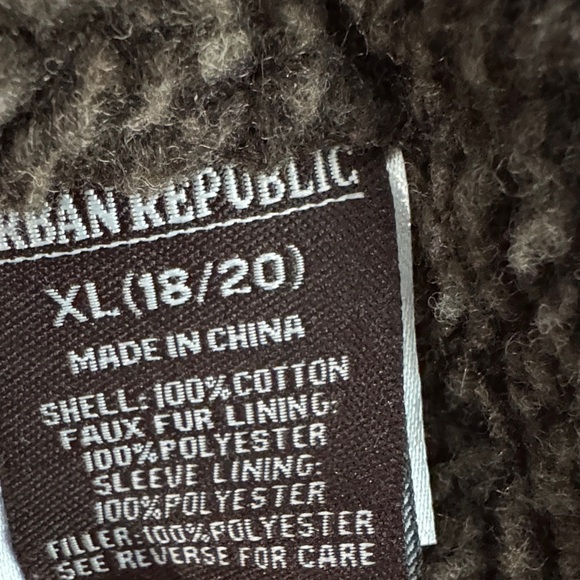 RBAN REPUBLIC
XL (18/20)
MADE IN CHINA
SHELL: 100% COTTON
FAUX FUR LINING:
100% POLYESTER
SLEEVE LINING:
100% POLYESTER
FILLER: 100% POLYESTER
SEE REVERSE FOR CARE